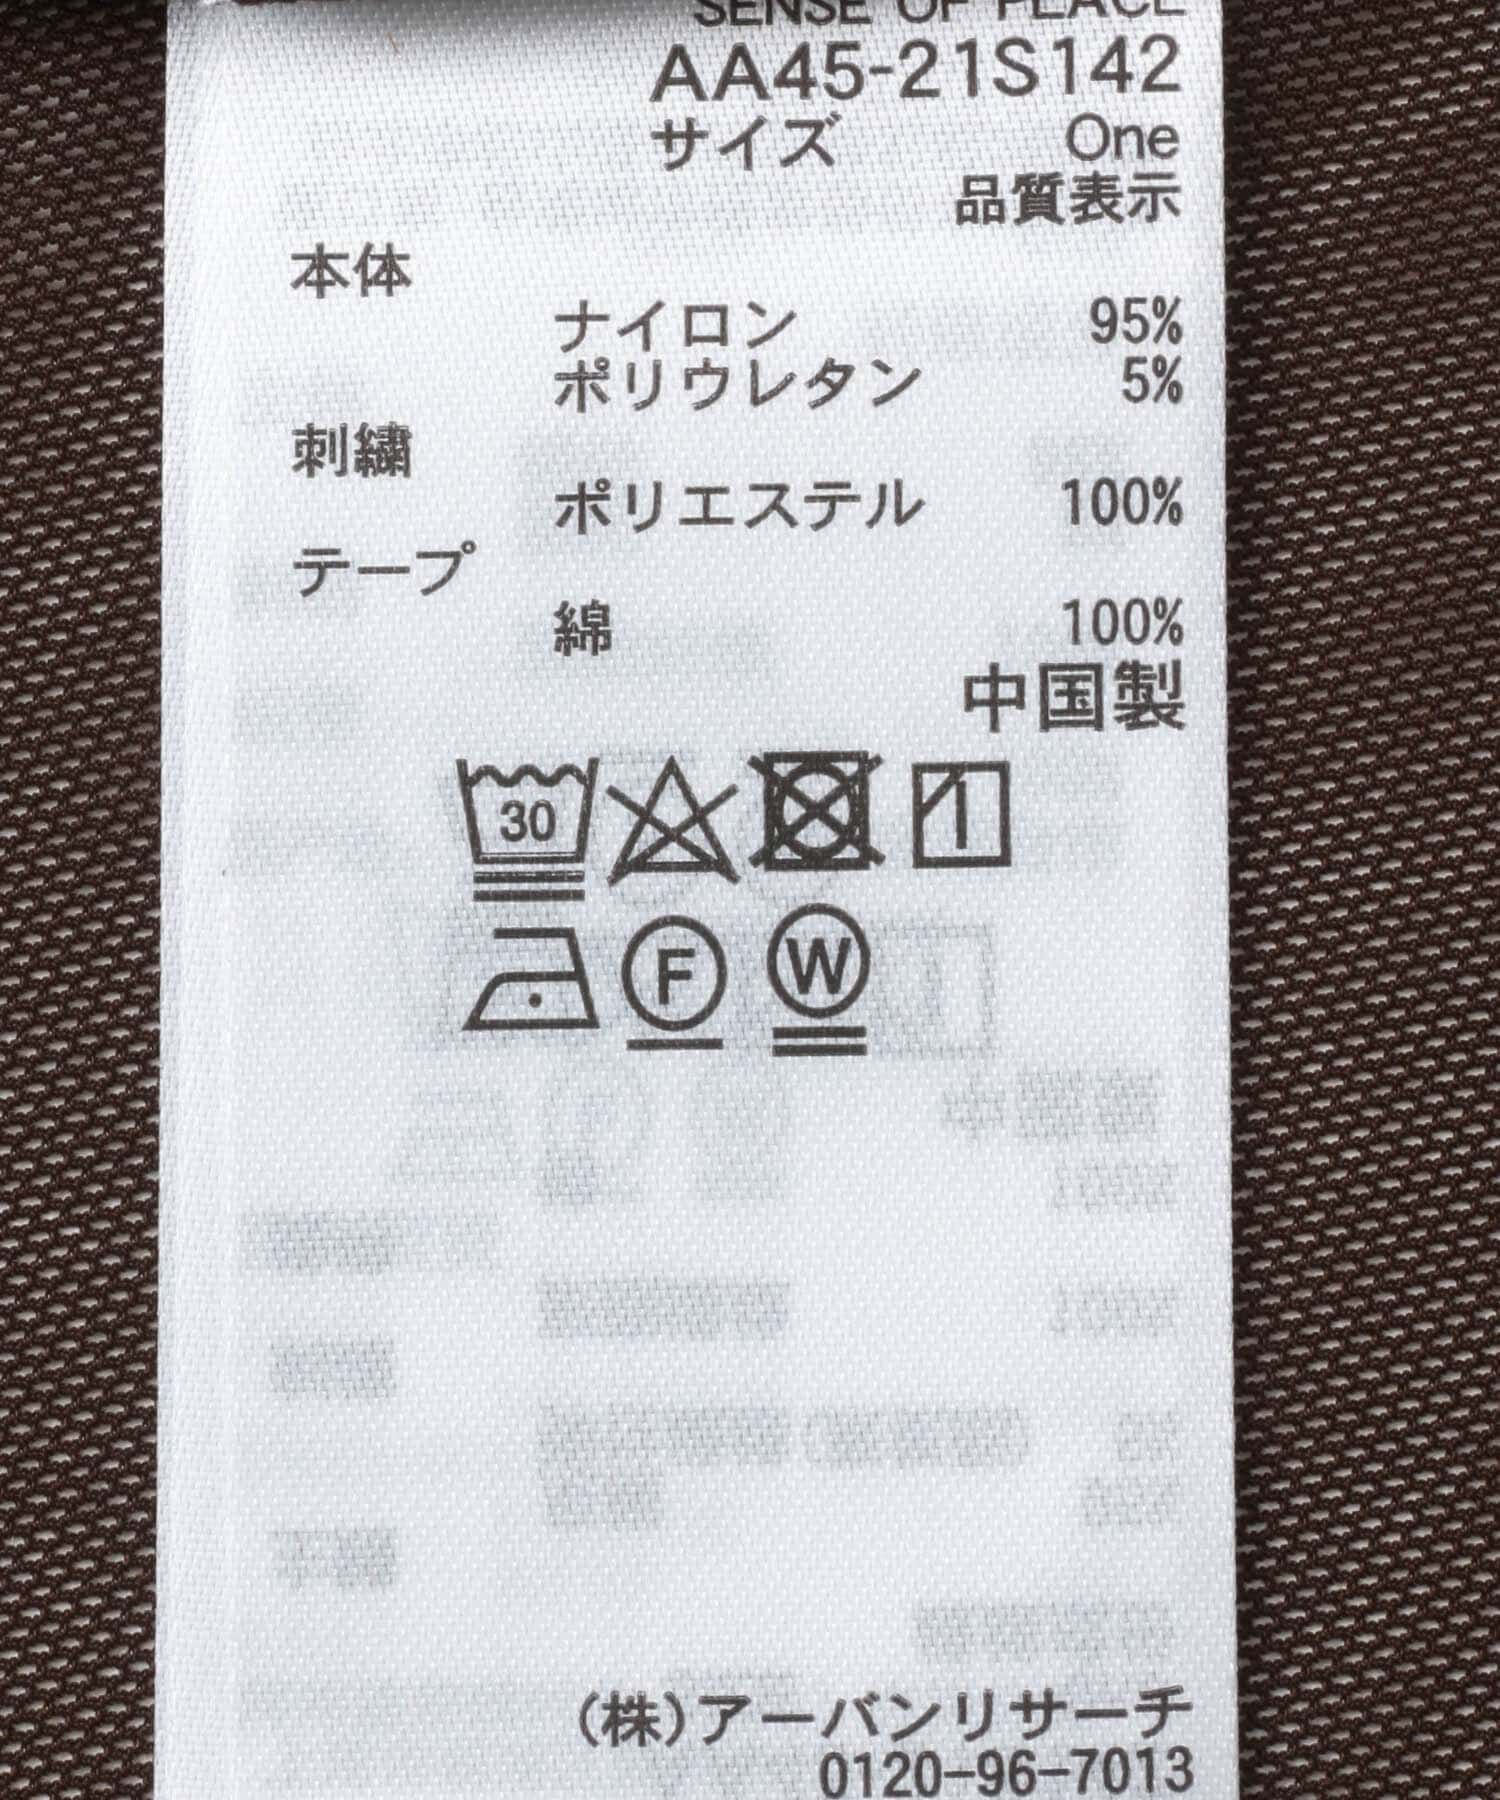 SENSE OF PLACE
AA45-21S142
サイズ One
品質表示
本体
ナイロン 95%
ポリウレタン 5%
刺繍
ポリエステル 100%
テープ
綿 100%
中国製
30
F W
(株)アーバンリサーチ
0120-96-7013